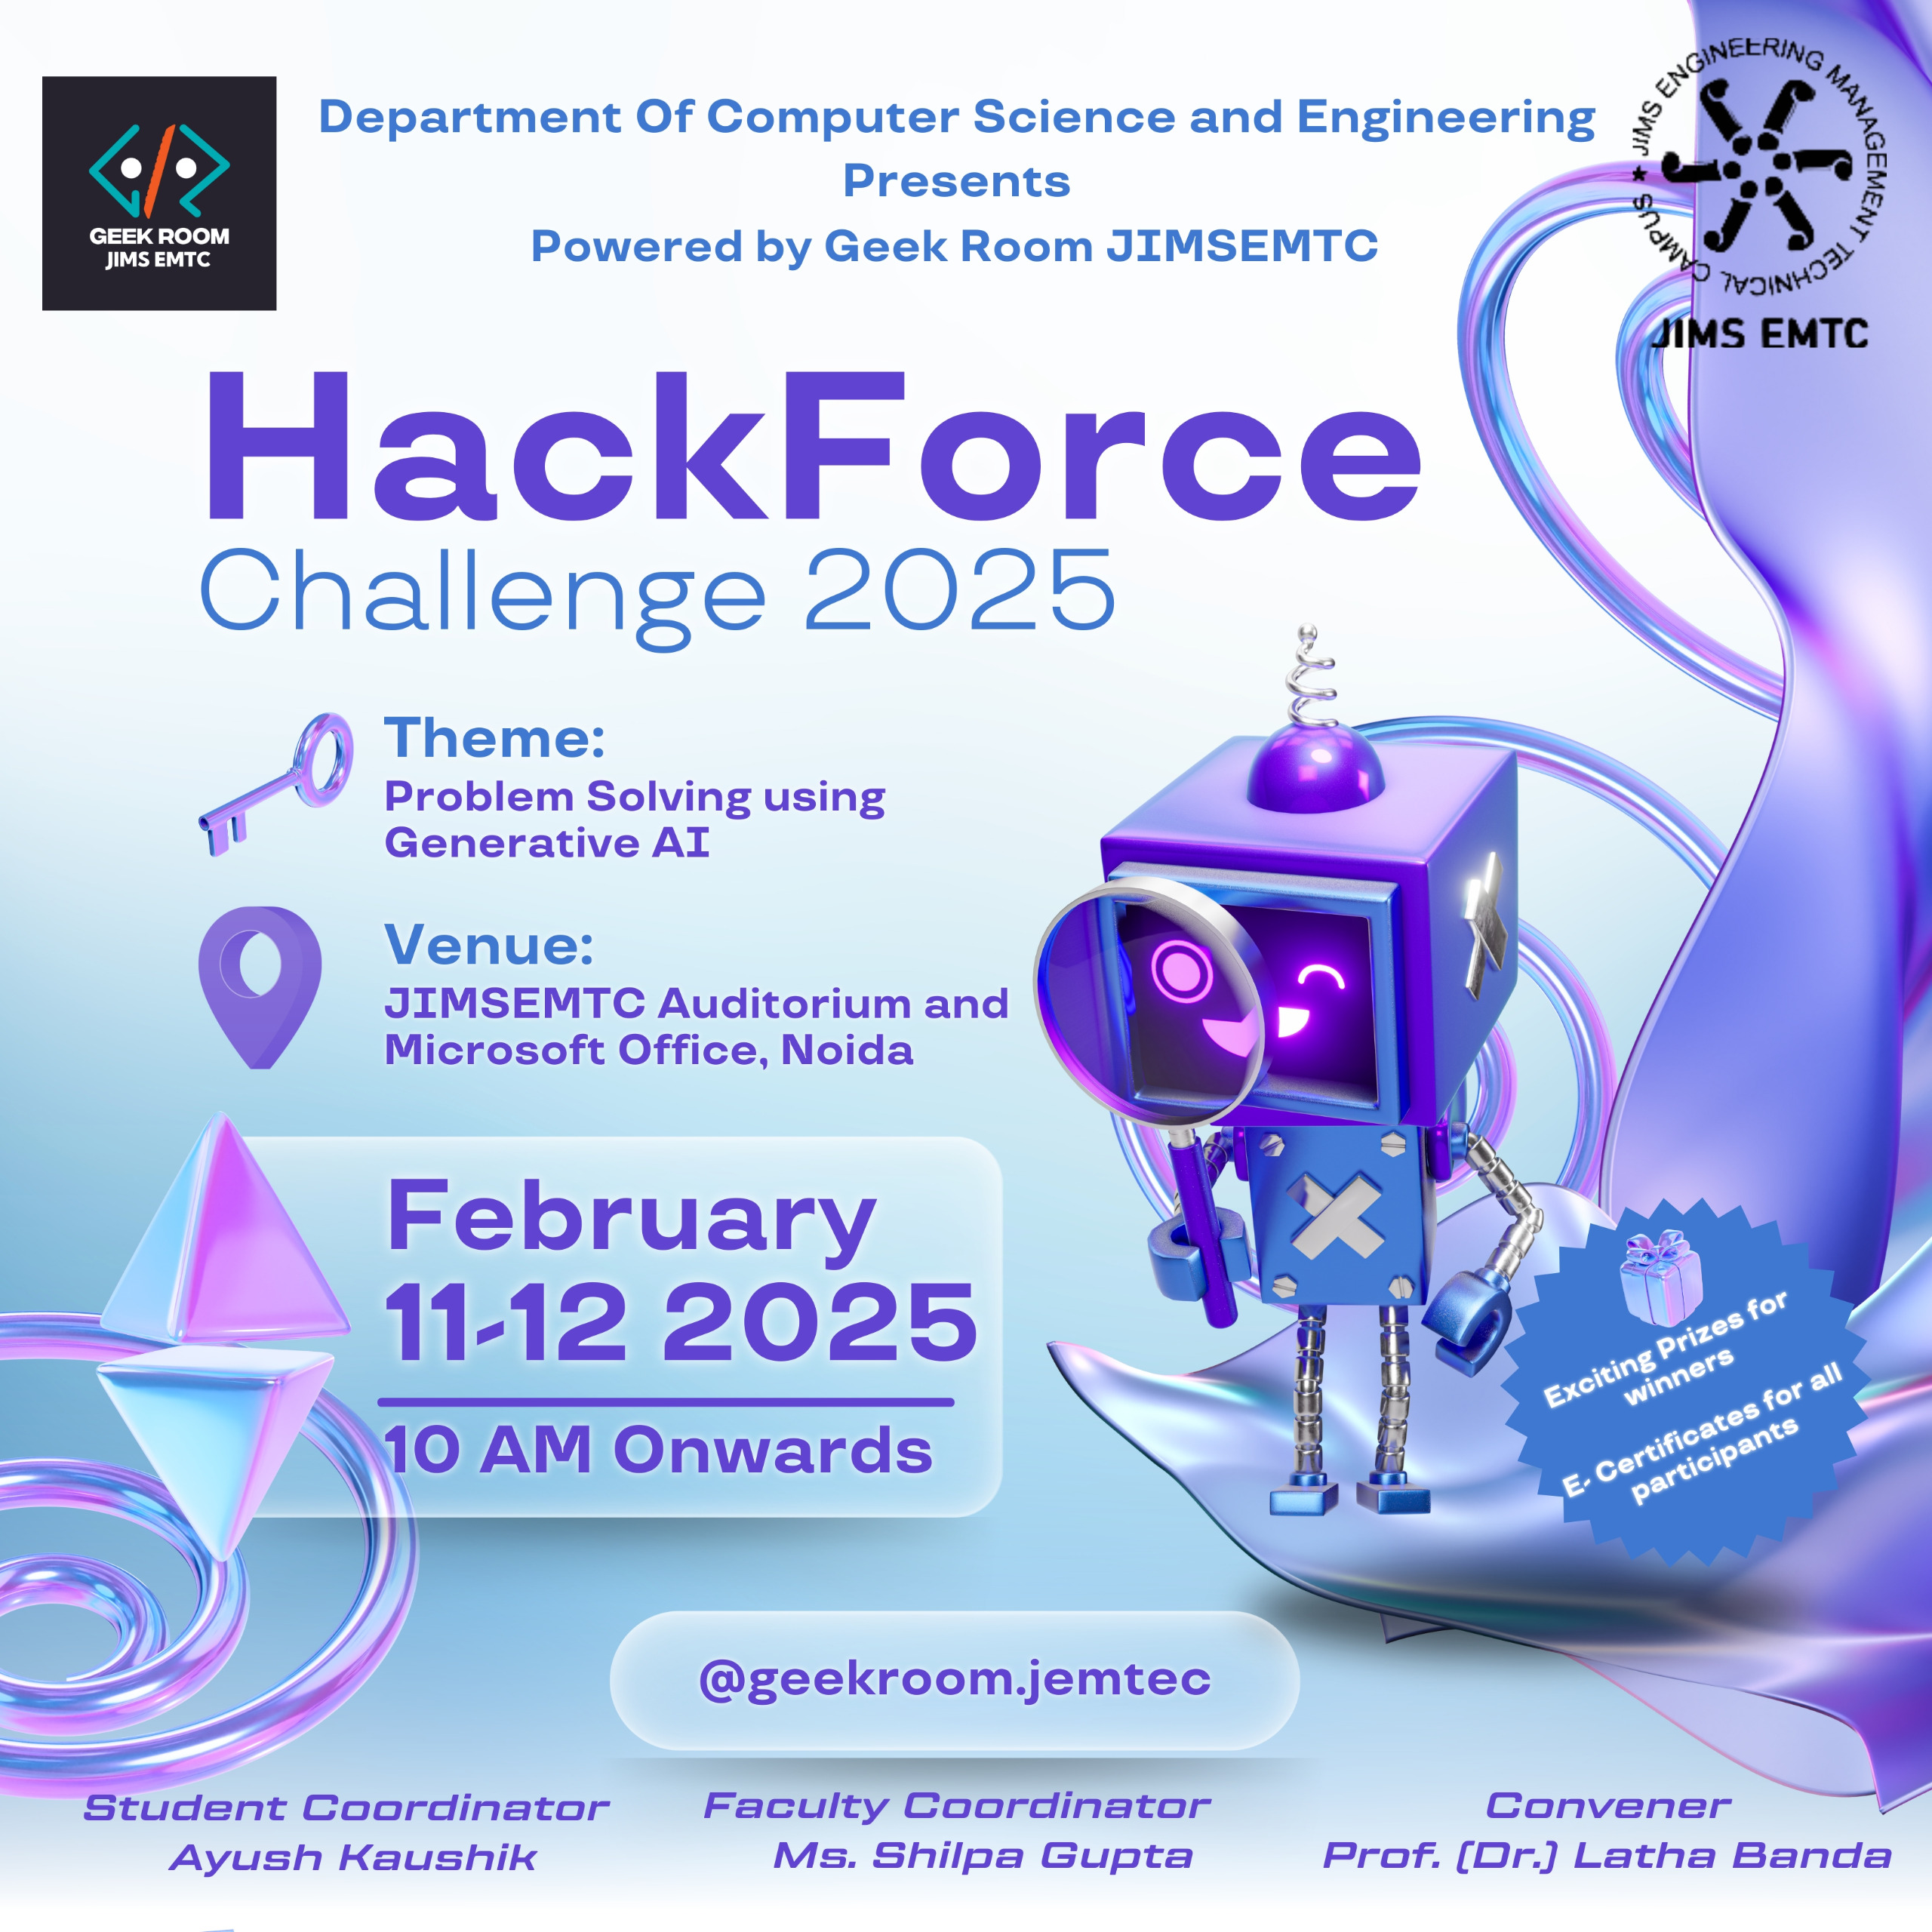 GEEK ROOM
JIMS EMTC
Department Of Computer Science and Engineering
Presents
Powered by Geek Room JIMSEMTC
★ JIMS ENGINEERING MANAGEMENT TECHNICAL CAMPUS
JIMS EMTC
HackForce
Challenge 2025
Theme:
Problem Solving using
Generative AI
Venue:
JIMSEMTC Auditorium and
Microsoft Office, Noida
February
11-12 2025
10 AM Onwards
Exciting Prizes for
winners
E- Certificates for all
participants
@geekroom.jemtec
Student Coordinator
Ayush Kaushik
Faculty Coordinator
Ms. Shilpa Gupta
Convener
Prof. (Dr.) Latha Banda